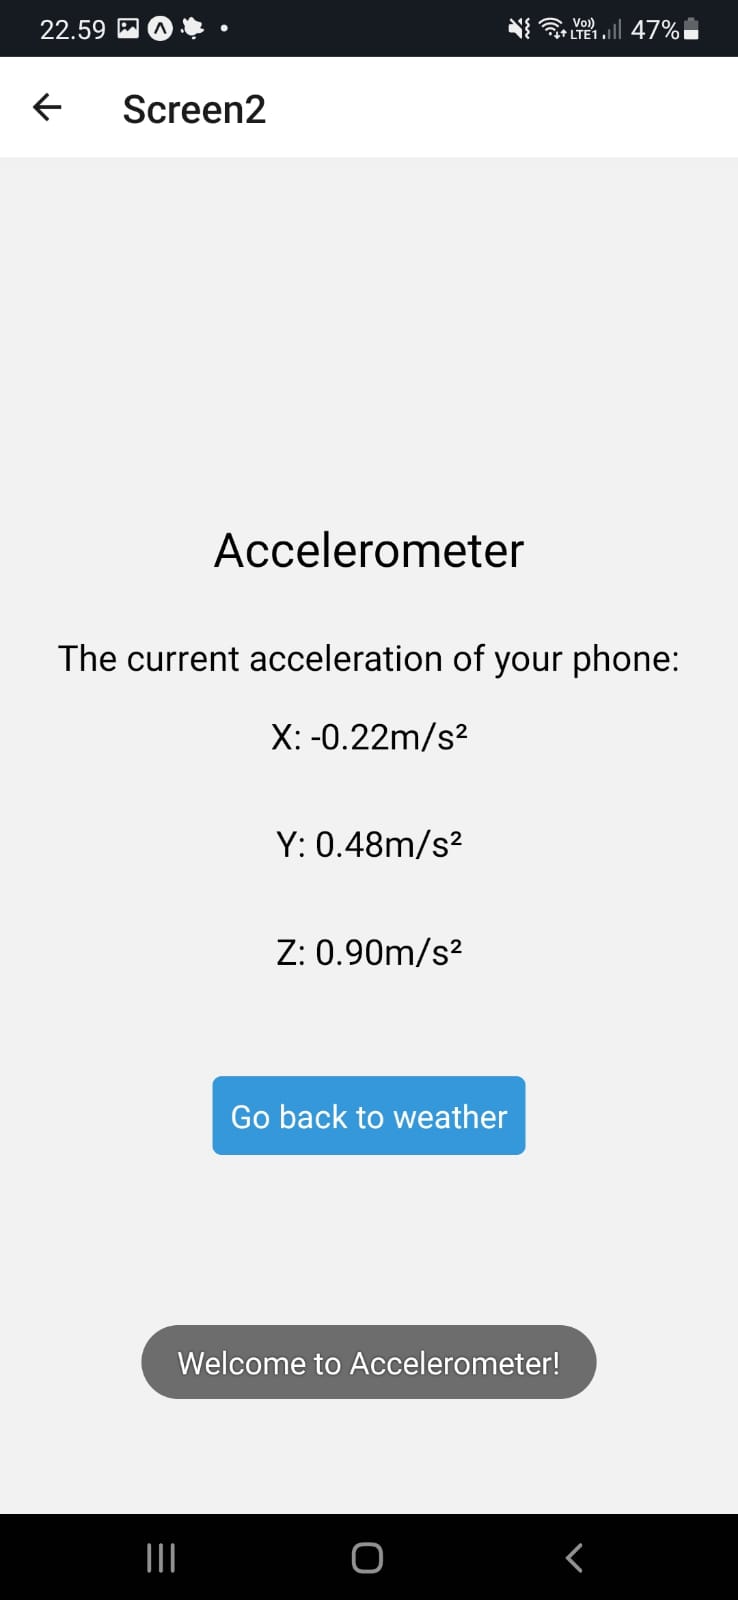 22.59 Vo)) LTE1 47%
Screen2
Accelerometer
The current acceleration of your phone:
X: -0.22m/s²
Y: 0.48m/s²
Z: 0.90m/s²
Go back to weather
Welcome to Accelerometer!